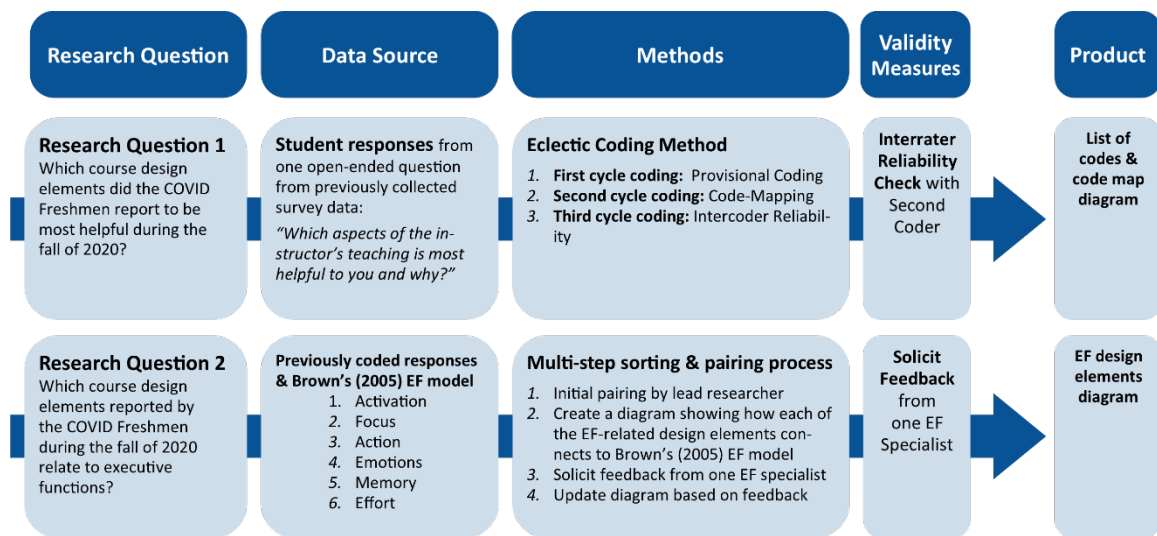 Research Question
Data Source
Methods
Validity
Measures
Product
Research Question 1
Which course design
elements did the COVID
Freshmen report to be
most helpful during the
fall of 2020?
Student responses from
one open-ended question
from previously collected
survey data:
“Which aspects of the in-
structor’s teaching is most
helpful to you and why?”
Eclectic Coding Method
1. First cycle coding: Provisional Coding
2. Second cycle coding: Code-Mapping
3. Third cycle coding: Intercoder Reliabil-
ity
Interrater
Reliability
Check with
Second
Coder
List of
codes &
code map
diagram
Research Question 2
Which course design
elements reported by
the COVID Freshmen
during the fall of 2020
relate to executive
functions?
Previously coded responses
& Brown’s (2005) EF model
1. Activation
2. Focus
3. Action
4. Emotions
5. Memory
6. Effort
Multi-step sorting & pairing process
1. Initial pairing by lead researcher
2. Create a diagram showing how each of
the EF-related design elements con-
nects to Brown’s (2005) EF model
3. Solicit feedback from one EF specialist
4. Update diagram based on feedback
Solicit
Feedback
from
one EF
Specialist
EF design
elements
diagram